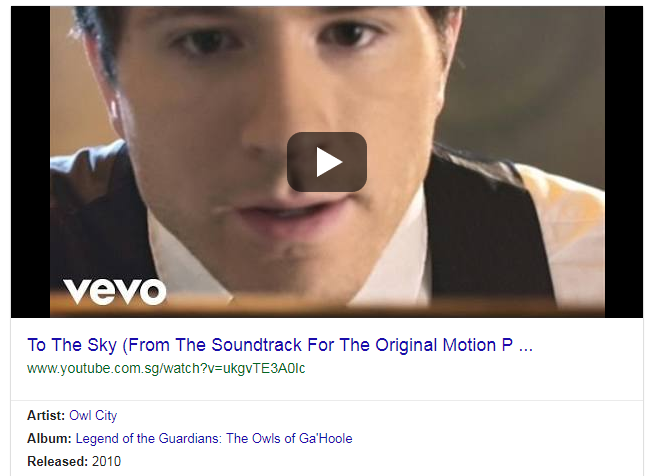 vevo
To The Sky (From The Soundtrack For The Original Motion P ...
www.youtube.com.sg/watch?v=ukgvTE3A0Ic
Artist: Owl City
Album: Legend of the Guardians: The Owls of Ga'Hoole
Released: 2010